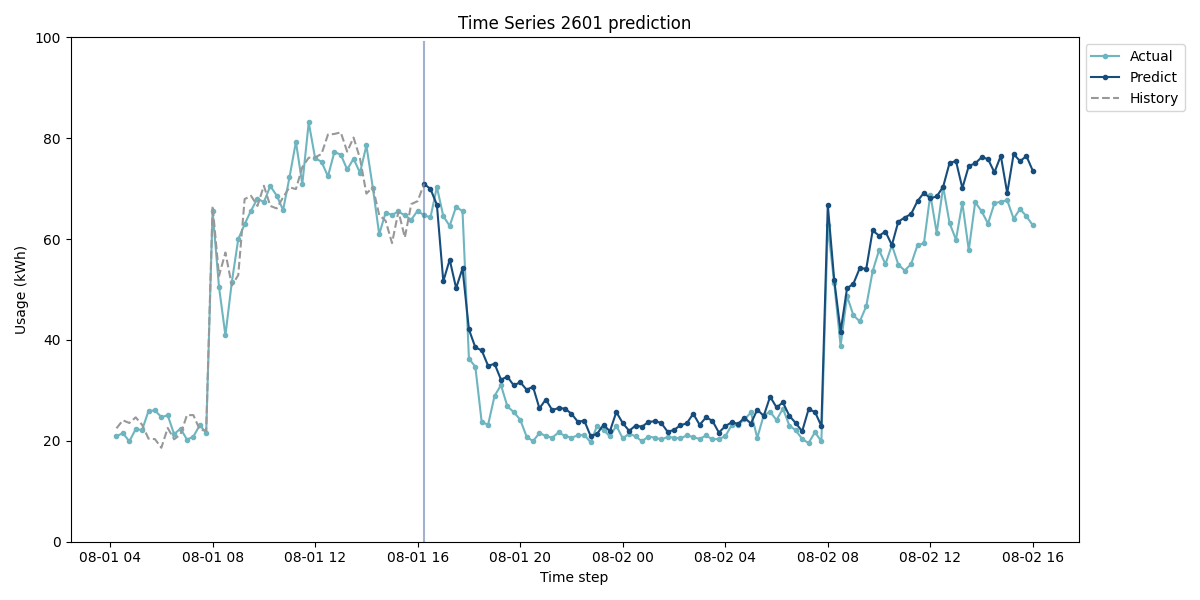 Time Series 2601 prediction
100
80
60
40
20
0
Usage (kWh)
08-01 04
08-01 08
08-01 12
08-01 16
08-01 20
08-02 00
08-02 04
08-02 08
08-02 12
08-02 16
Time step
Actual
Predict
History